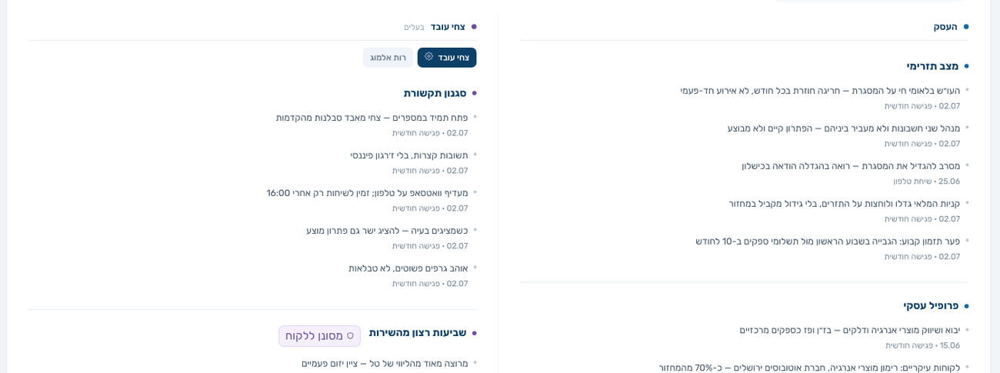 העסק
מצב תזרימי
העו״ש בלאומי חי על המסגרת – חריגה חוזרת בכל חודש, לא אירוע חד-פעמי
02.07 • פגישה חודשית
מנהל שני חשבונות ולא מעביר ביניהם – הפתרון קיים ולא מבוצע
02.07 • פגישה חודשית
מסרב להגדיל את המסגרת – רואה בהגדלה הודאה בכישלון
25.06 • שיחת טלפון
קניות המלאי גדלו ולוחצות על התזרים, בלי גידול מקביל במחזור
02.07 • פגישה חודשית
פער תזמון קבוע: הגבייה בשבוע הראשון מול תשלומי ספקים ב-10 לחודש
02.07 • פגישה חודשית
פרופיל עסקי
יבוא ושיווק מוצרי אנרגיה ודלקים – בז״ן ופז כספקים מרכזיים
15.06 • פגישה חודשית
לקוחות עיקריים: רימון מוצרי אנרגיה, חברת אוטובוסים ירושלים – כ-70% מהמחזור
צחי עובד בעלים
צחי עובד
רות אלמוג
סגנון תקשורת
פתח תמיד במספרים – צחי מאבד סבלנות מהקדמות
02.07 • פגישה חודשית
תשובות קצרות, בלי ז׳רגון פיננסי
02.07 • פגישה חודשית
מעדיף וואטסאפ על טלפון; זמין לשיחות רק אחרי 16:00
02.07 • פגישה חודשית
כשמציגים בעיה – להציג ישר גם פתרון מוצע
02.07 • פגישה חודשית
אוהב גרפים פשוטים, לא טבלאות
02.07 • פגישה חודשית
שביעות רצון מהשירות
מסונן ללקוח
מרוצה מאוד מהליווי של טל – ציין יזום פעמיים